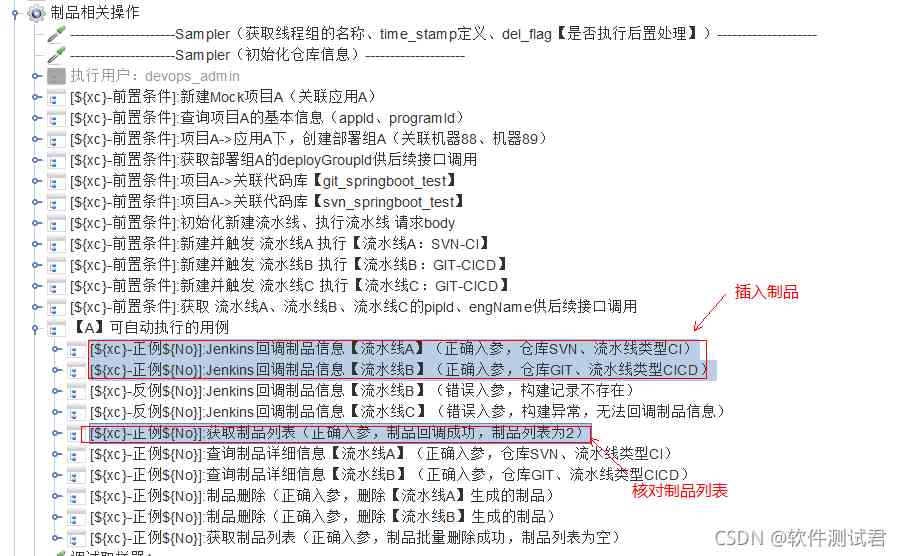 制品相关操作
---------------------Sampler（获取线程组的名称、time_stamp定义、del_flag【是否执行后置处理】）--------------------
---------------------Sampler（初始化仓库信息）--------------------
执行用户：devops_admin
[${xc}-前置条件]:新建Mock项目A（关联应用A）
[${xc}-前置条件]:查询项目A的基本信息（appId、programId）
[${xc}-前置条件]:项目A->应用A下，创建部署组A（关联机器88、机器89）
[${xc}-前置条件]:获取部署组A的deployGroupId供后续接口调用
[${xc}-前置条件]:项目A->关联代码库【git_springboot_test】
[${xc}-前置条件]:项目A->关联代码库【svn_springboot_test】
[${xc}-前置条件]:初始化新建流水线、执行流水线 请求body
[${xc}-前置条件]:新建并触发 流水线A 执行【流水线A：SVN-CI】
[${xc}-前置条件]:新建并触发 流水线B 执行【流水线B：GIT-CICD】
[${xc}-前置条件]:新建并触发 流水线C 执行【流水线C：GIT-CICD】
[${xc}-前置条件]:获取 流水线A、流水线B、流水线C的pipId、engName供后续接口调用
插入制品
【A】可自动执行的用例
[${xc}-正例${No}]:Jenkins回调制品信息【流水线A】（正确入参，仓库SVN、流水线类型CI）
[${xc}-正例${No}]:Jenkins回调制品信息【流水线B】（正确入参，仓库GIT、流水线类型CICD）
[${xc}-反例${No}]:Jenkins回调制品信息【流水线B】（错误入参，构建记录不存在）
[${xc}-反例${No}]:Jenkins回调制品信息【流水线C】（错误入参，构建异常，无法回调制品信息）
[${xc}-正例${No}]:获取制品列表（正确入参，制品回调成功，制品列表为2）
[${xc}-正例${No}]:查询制品详细信息【流水线A】（正确入参，仓库SVN、流水线类型CI）
[${xc}-正例${No}]:查询制品详细信息【流水线B】（正确入参，仓库GIT、流水线类型CICD）
核对制品列表
[${xc}-正例${No}]:制品删除（正确入参，删除【流水线A】生成的制品）
[${xc}-正例${No}]:制品删除（正确入参，删除【流水线B】生成的制品）
[${xc}-正例${No}]:获取制品列表（正确入参，制品批量删除成功，制品列表为空）
CSDN @软件测试君